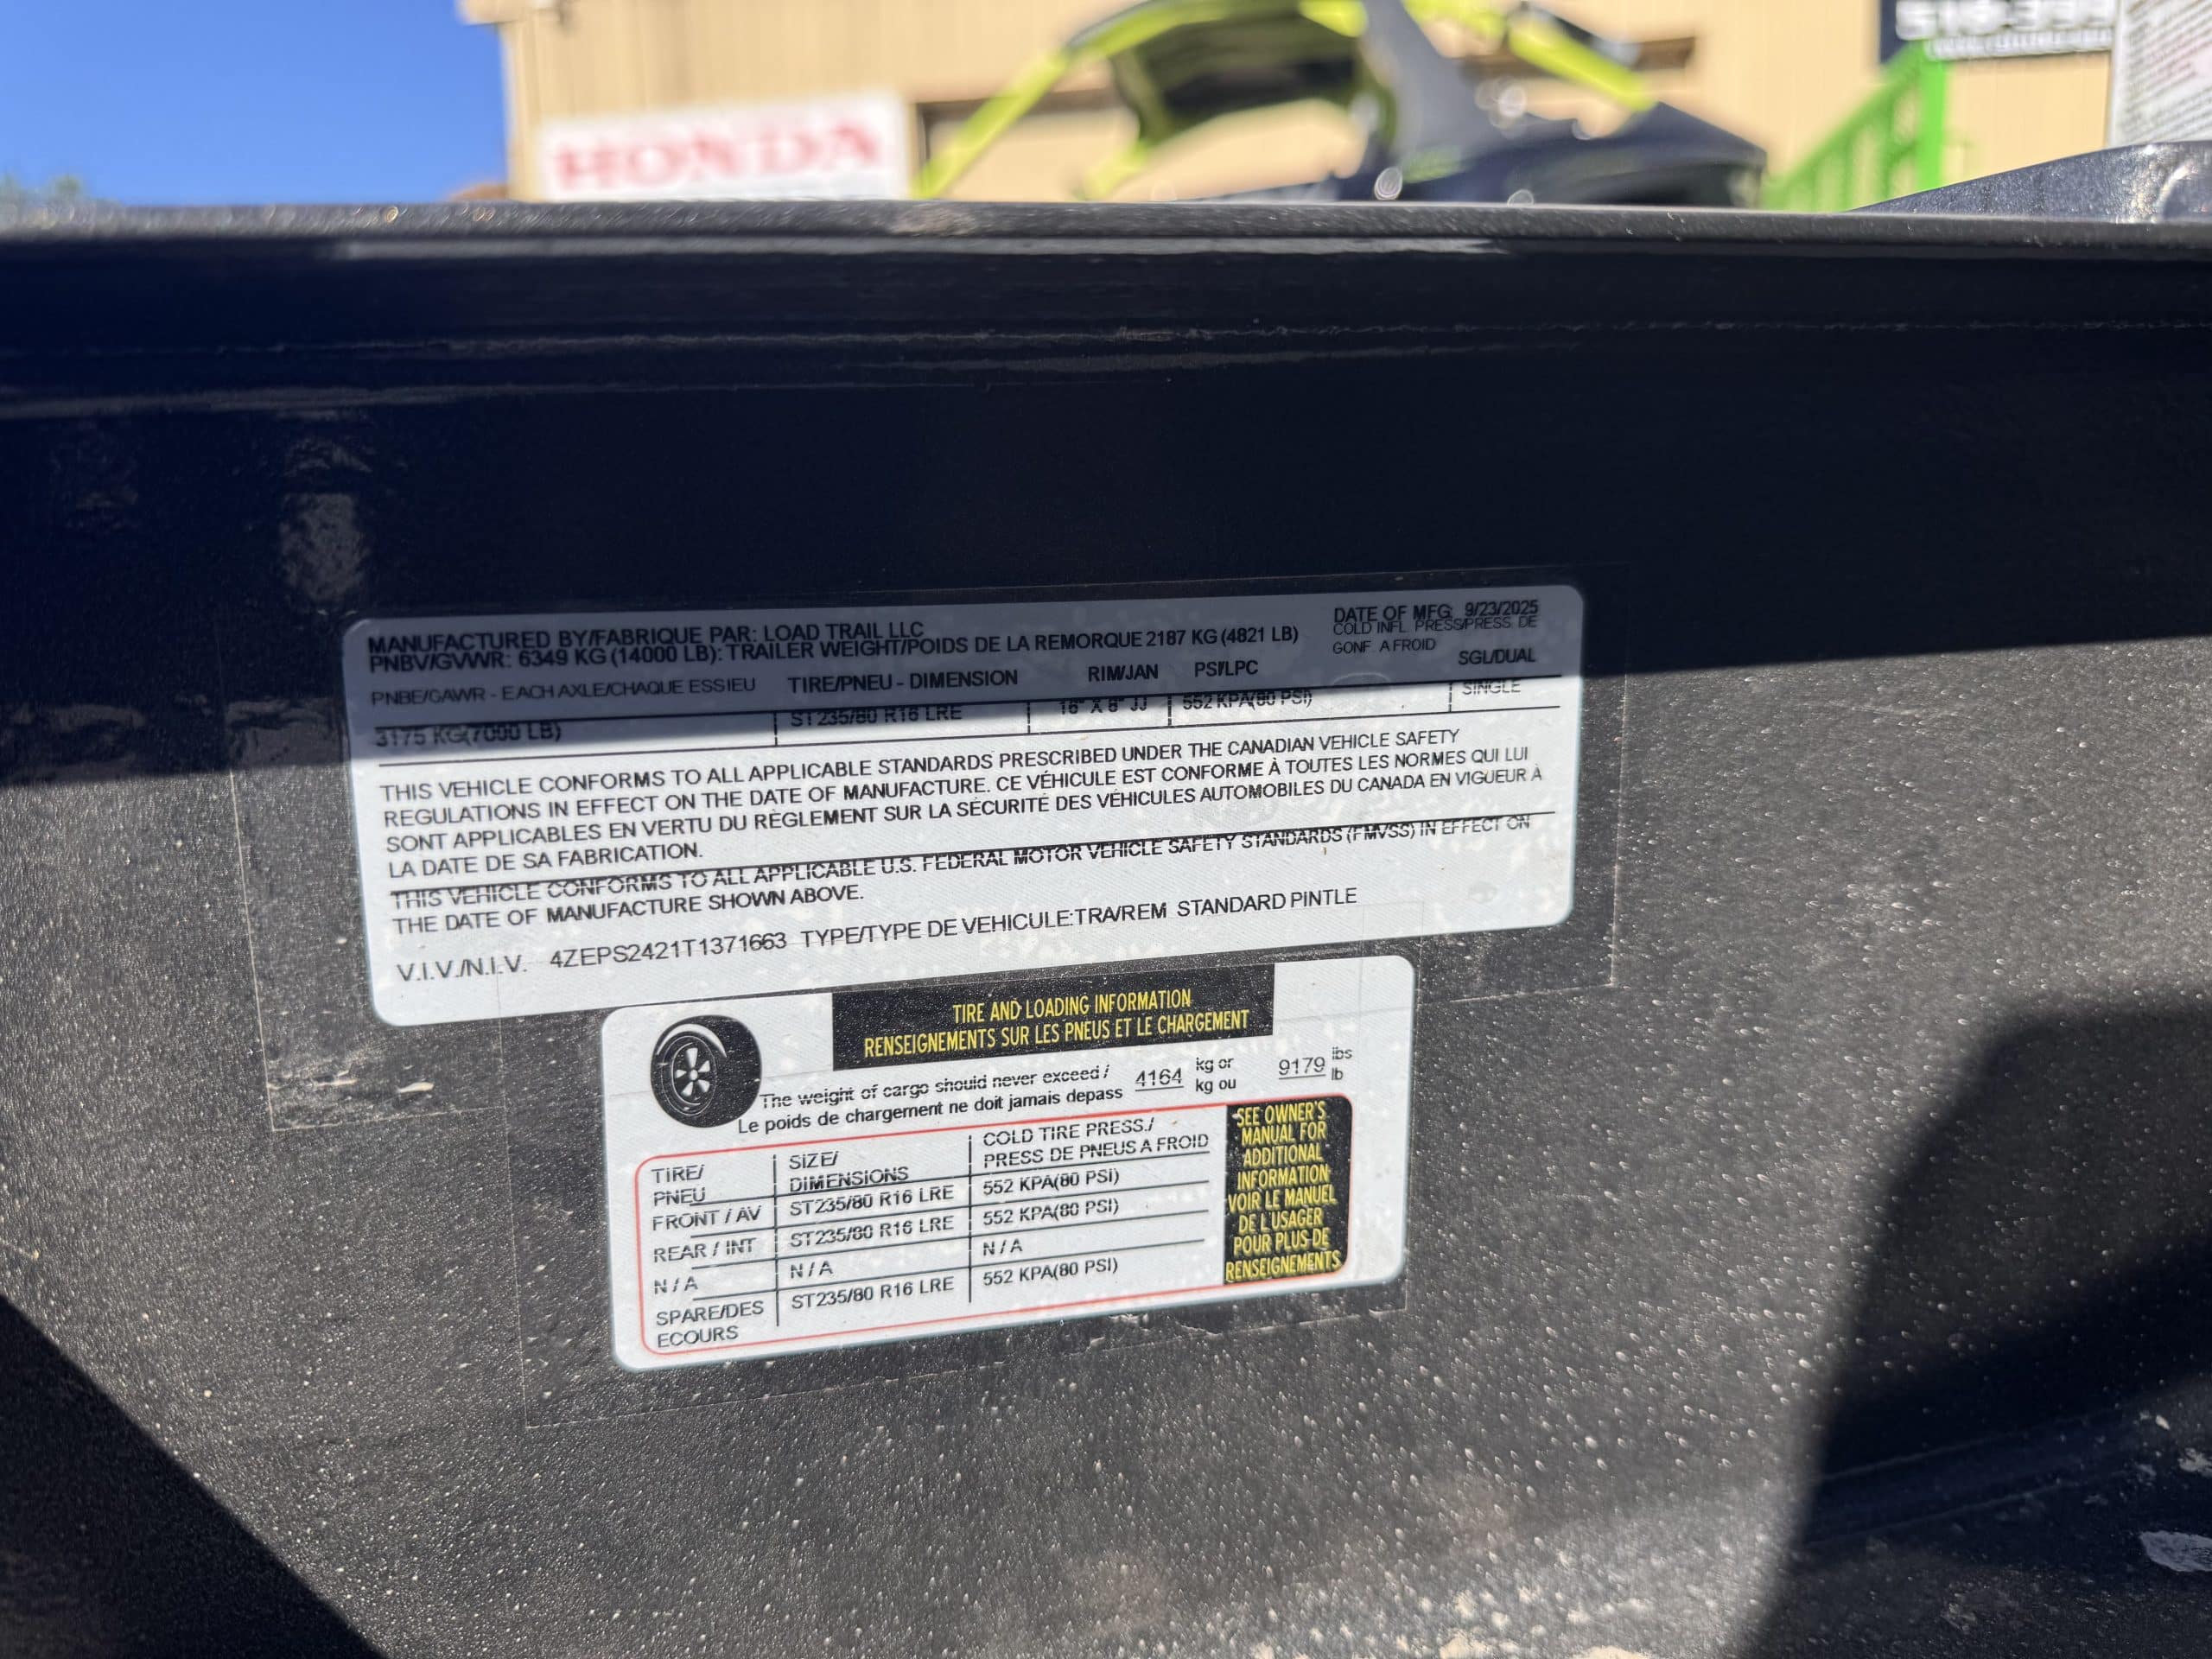 HONDA
MANUFACTURED BY/FABRIQUE PAR: LOAD TRAIL LLC
DATE OF MFG: 9/23/2025
PNBV/GVWR: 6349 KG (14000 LB): TRAILER WEIGHT/POIDS DE LA REMORQUE 2187 KG (4821 LB)
COLD INFL. PRESS/PRESS. DE
GONF. A FROID
PNBE/GAWR - EACH AXLE/CHAQUE ESSIEU TIRE/PNEU - DIMENSION RIM/JAN PSI/LPC SGL/DUAL
3175 KG(7000 LB) ST235/80 R16 LRE 16" X 6" JJ 552 KPA(80 PSI) SINGLE
THIS VEHICLE CONFORMS TO ALL APPLICABLE STANDARDS PRESCRIBED UNDER THE CANADIAN VEHICLE SAFETY
REGULATIONS IN EFFECT ON THE DATE OF MANUFACTURE. CE VÉHICULE EST CONFORME À TOUTES LES NORMES QUI LUI
SONT APPLICABLES EN VERTU DU RÈGLEMENT SUR LA SÉCURITÉ DES VÉHICULES AUTOMOBILES DU CANADA EN VIGUEUR À
LA DATE DE SA FABRICATION.
THIS VEHICLE CONFORMS TO ALL APPLICABLE U.S. FEDERAL MOTOR VEHICLE SAFETY STANDARDS (FMVSS) IN EFFECT ON
THE DATE OF MANUFACTURE SHOWN ABOVE.
V.I.V./N.I.V. 4ZEPS2421T1371663 TYPE/TYPE DE VEHICULE:TRA/REM STANDARD PINTLE
TIRE AND LOADING INFORMATION
RENSEIGNEMENTS SUR LES PNEUS ET LE CHARGEMENT
The weight of cargo should never exceed / 4164 kg or 9179 lbs
Le poids de chargement ne doit jamais depass kg ou lb
TIRE/ SIZE/ COLD TIRE PRESS./
PNEU DIMENSIONS PRESS DE PNEUS A FROID
FRONT / AV ST235/80 R16 LRE 552 KPA(80 PSI)
REAR / INT ST235/80 R16 LRE 552 KPA(80 PSI)
N / A N / A N / A
SPARE/DES ST235/80 R16 LRE 552 KPA(80 PSI)
ECOURS
SEE OWNER'S
MANUAL FOR
ADDITIONAL
INFORMATION
VOIR LE MANUEL
DE L'USAGER
POUR PLUS DE
RENSEIGNEMENTS